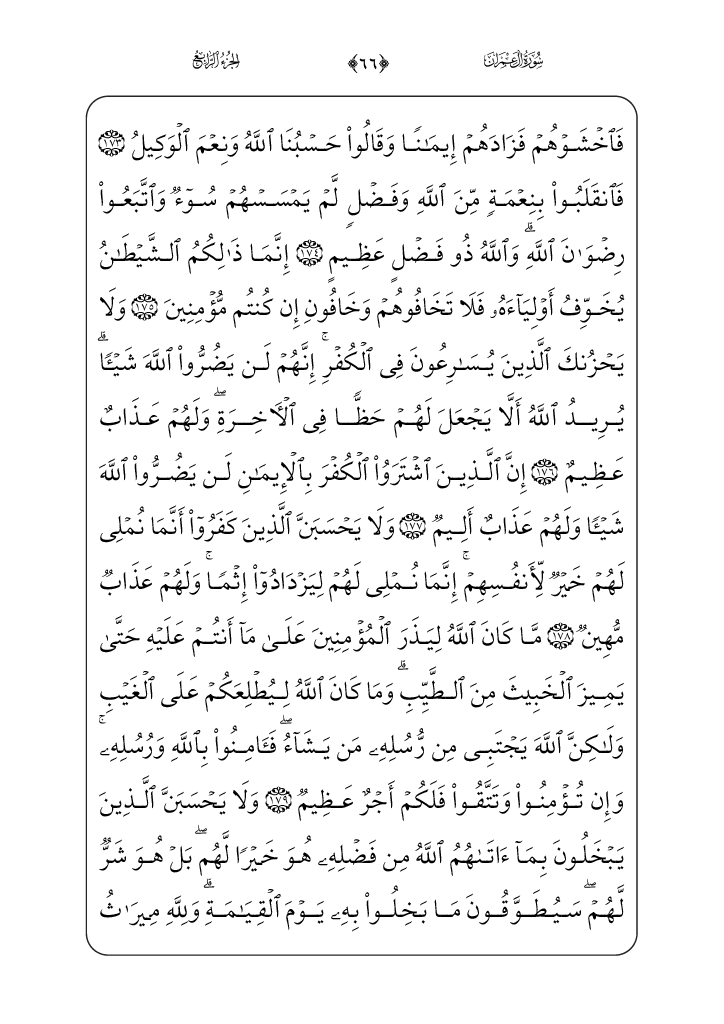 سُورَةُ آلِ عِمْرَانَ ﴿٦٦﴾ الجُزْءُ الرَّابِعُ
فَٱخۡشَوۡهُمۡ فَزَادَهُمۡ إِيمَٰنٗا وَقَالُواْ حَسۡبُنَا ٱللَّهُ وَنِعۡمَ ٱلۡوَكِيلُ ١٧٣
فَٱنقَلَبُواْ بِنِعۡمَةٖ مِّنَ ٱللَّهِ وَفَضۡلٖ لَّمۡ يَمۡسَسۡهُمۡ سُوٓءٞ وَٱتَّبَعُواْ
رِضۡوَٰنَ ٱللَّهِۗ وَٱللَّهُ ذُو فَضۡلٍ عَظِيمٍ ١٧٤ إِنَّمَا ذَٰلِكُمُ ٱلشَّيۡطَٰنُ
يُخَوِّفُ أَوۡلِيَآءَهُۥ فَلَا تَخَافُوهُمۡ وَخَافُونِ إِن كُنتُم مُّؤۡمِنِينَ ١٧٥ وَلَا
يَحۡزُنكَ ٱلَّذِينَ يُسَٰرِعُونَ فِي ٱلۡكُفۡرِۚ إِنَّهُمۡ لَن يَضُرُّواْ ٱللَّهَ شَيۡـٔٗاۗ
يُرِيدُ ٱللَّهُ أَلَّا يَجۡعَلَ لَهُمۡ حَظّٗا فِي ٱلۡأٓخِرَةِۖ وَلَهُمۡ عَذَابٌ
عَظِيمٌ ١٧٦ إِنَّ ٱلَّذِينَ ٱشۡتَرَوُاْ ٱلۡكُفۡرَ بِٱلۡإِيمَٰنِ لَن يَضُرُّواْ ٱللَّهَ
شَيۡـٔٗا وَلَهُمۡ عَذَابٌ أَلِيمٞ ١٧٧ وَلَا يَحۡسَبَنَّ ٱلَّذِينَ كَفَرُوٓاْ أَنَّمَا نُمۡلِي
لَهُمۡ خَيۡرٞ لِّأَنفُسِهِمۡۚ إِنَّمَا نُمۡلِي لَهُمۡ لِيَزۡدَادُوٓاْ إِثۡمٗاۚ وَلَهُمۡ عَذَابٞ
مُّهِينٞ ١٧٨ مَّا كَانَ ٱللَّهُ لِيَذَرَ ٱلۡمُؤۡمِنِينَ عَلَىٰ مَآ أَنتُمۡ عَلَيۡهِ حَتَّىٰ
يَمِيزَ ٱلۡخَبِيثَ مِنَ ٱلطَّيِّبِۗ وَمَا كَانَ ٱللَّهُ لِيُطۡلِعَكُمۡ عَلَى ٱلۡغَيۡبِ
وَلَٰكِنَّ ٱللَّهَ يَجۡتَبِي مِن رُّسُلِهِۦ مَن يَشَآءُۖ فَـَٔامِنُواْ بِٱللَّهِ وَرُسُلِهِۦۚ
وَإِن تُؤۡمِنُواْ وَتَتَّقُواْ فَلَكُمۡ أَجۡرٌ عَظِيمٞ ١٧٩ وَلَا يَحۡسَبَنَّ ٱلَّذِينَ
يَبۡخَلُونَ بِمَآ ءَاتَىٰهُمُ ٱللَّهُ مِن فَضۡلِهِۦ هُوَ خَيۡرٗا لَّهُمۖ بَلۡ هُوَ شَرّٞ
لَّهُمۡۖ سَيُطَوَّقُونَ مَا بَخِلُواْ بِهِۦ يَوۡمَ ٱلۡقِيَٰمَةِۗ وَلِلَّهِ مِيرَٰثُ